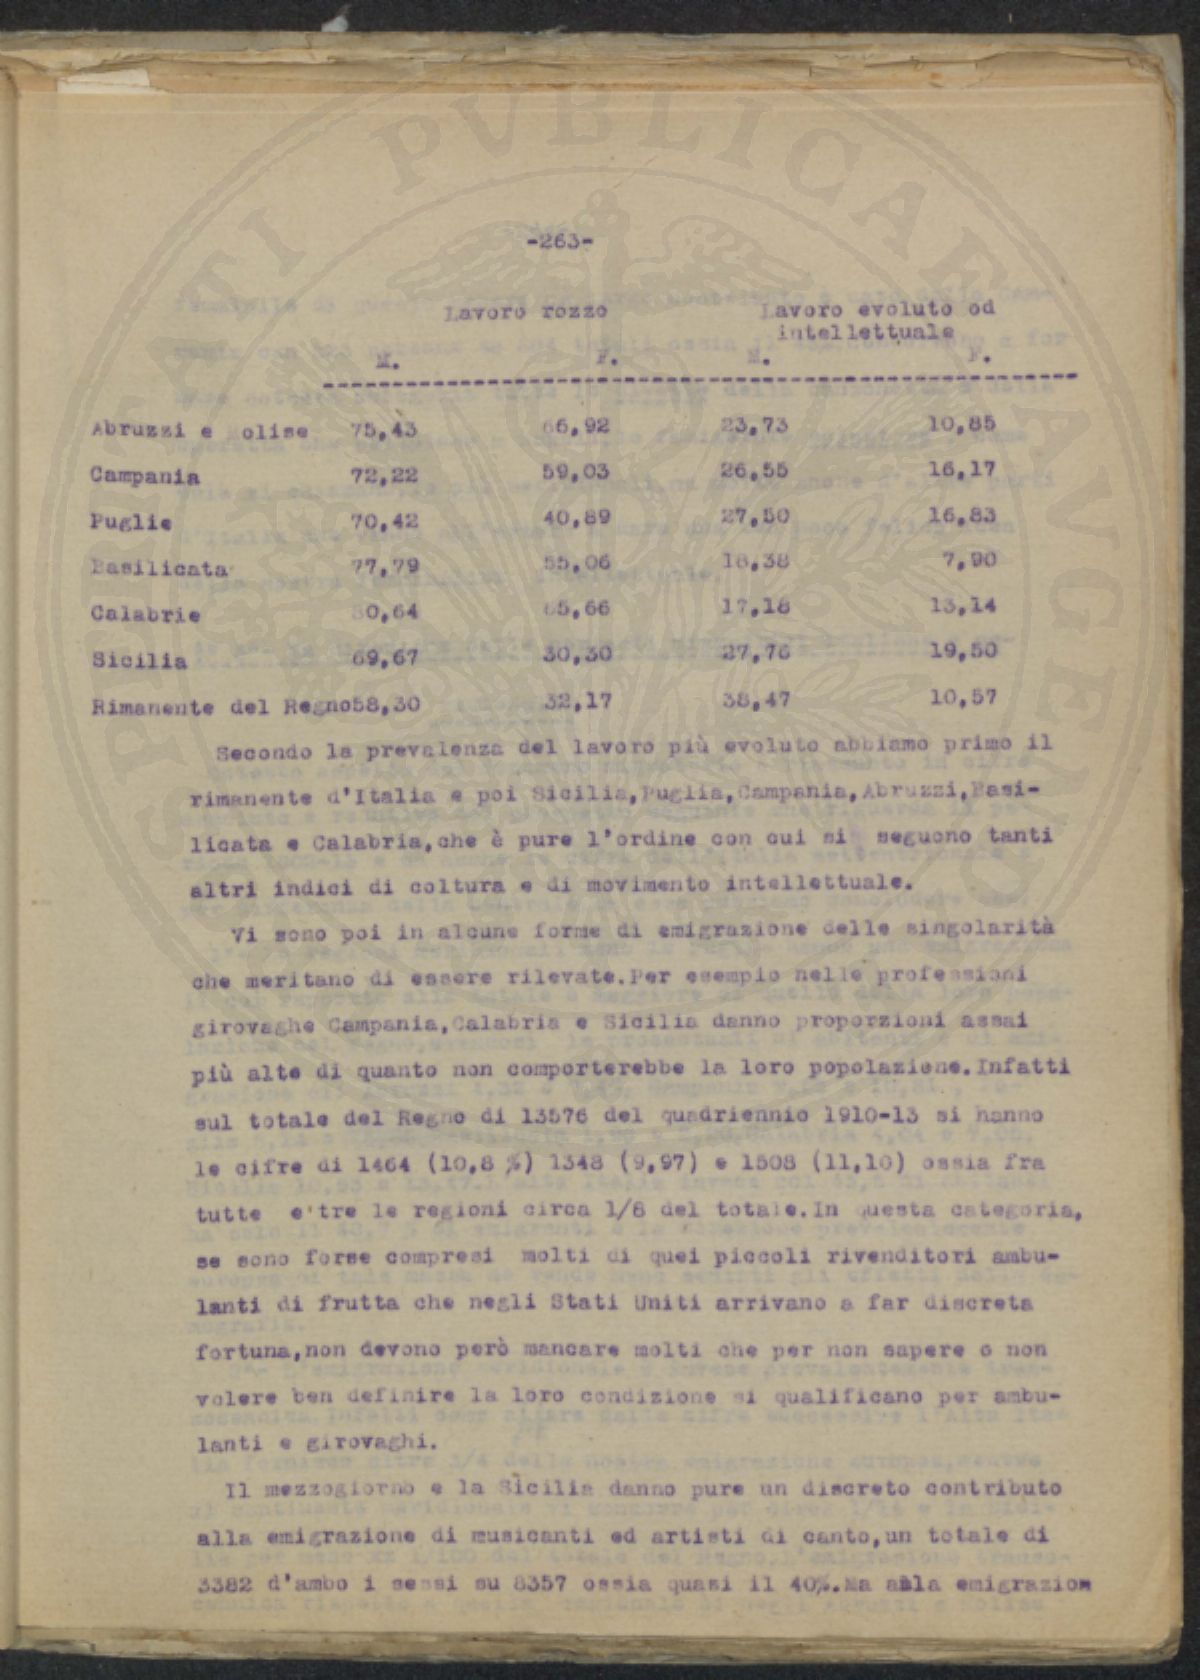 -263-
Lavoro rozzo Lavoro evoluto od
intellettuale
M. F. M. F.
Abruzzi e olise 75,43 66,92 23,73 10,85
Campania 72,22 59,03 26,55 16,17
Puglie 70,42 40,89 27,50 16,83
Basilicata 77,79 55,06 18,38 7,90
Calabrie 80,64 65,66 17,18 13,14
Sicilia 69,67 30,30 27,76 19,50
Rimanente del Regno58,30 32,17 38,47 10,57
Secondo la prevalenza del lavoro più evoluto abbiamo primo il
rimanente d'Italia e poi Sicilia,Puglia,Campania,Abruzzi,Basi-
licata e Calabria,che è pure l'ordine con cui si seguono tanti
altri indici di coltura e di movimento intellettuale.
Vi sono poi in alcune forme di emigrazione delle singolarità
che meritano di essere rilevate.Per esempio nelle professioni
girovaghe Campania,Calabria e Sicilia danno proporzioni assai
più alte di quanto non comporterebbe la loro popolazione.Infatti
sul totale del Regno di 13576 del quadriennio 1910-13 si hanno
le cifre di 1464 (10,8 %) 1348 (9,97) e 1508 (11,10) ossia fra
tutte e'tre le regioni circa 1/8 del totale.In questa categoria,
se sono forse compresi molti di quei piccoli rivenditori ambu-
lanti di frutta che negli Stati Uniti arrivano a far discreta
fortuna,non devono però mancare molti che per non sapere o non
volere ben definire la loro condizione si qualificano per ambu-
lanti e girovaghi.
Il mezzogiorno e la Sicilia danno pure un discreto contributo
alla emigrazione di musicanti ed artisti di canto,un totale di
3382 d'ambo i sessi su 8357 ossia quasi il 40%.Ma alla emigrazion